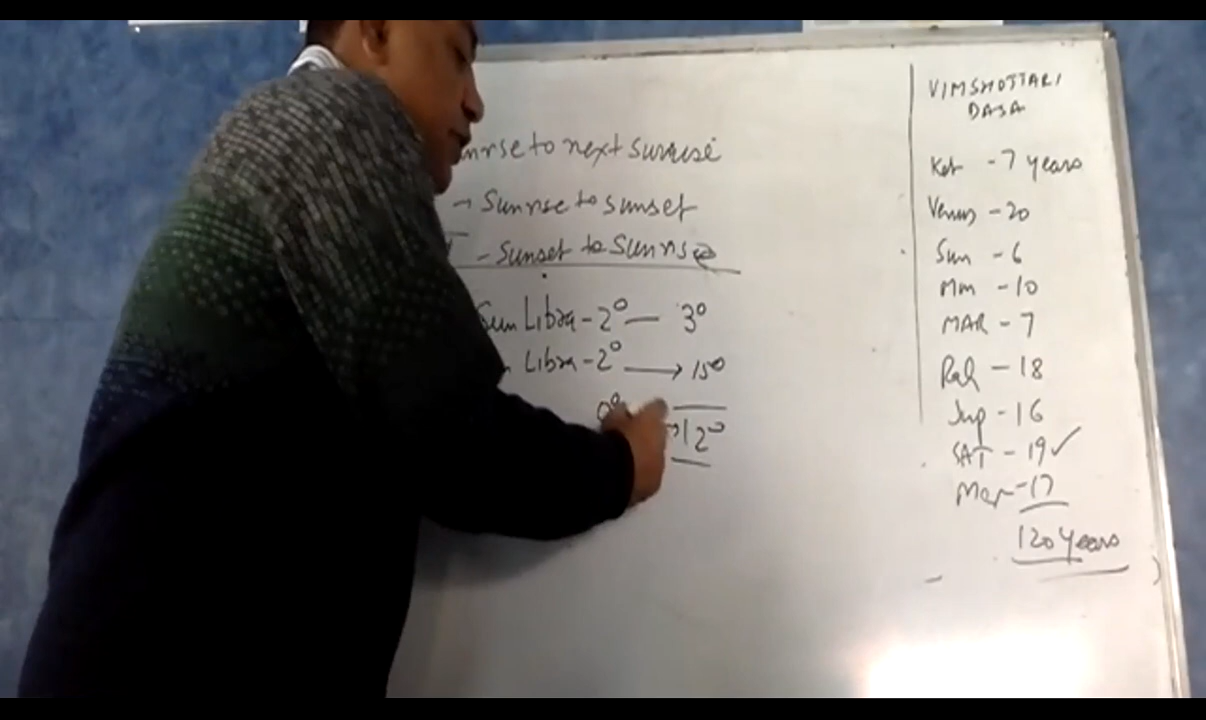 nrse to next sunrise
→ Sunrise to sunset
- Sunset to Sunrise
Sun Libra - 2° — 3°
Libra - 2° → 15°
0° → 12°
VIMSHOTTARI
DASA
Ket - 7 years
Venus - 20
Sun - 6
Mm - 10
MAR - 7
Rah - 18
Jup - 16
SAT - 19 ✓
Mer - 17
120 years